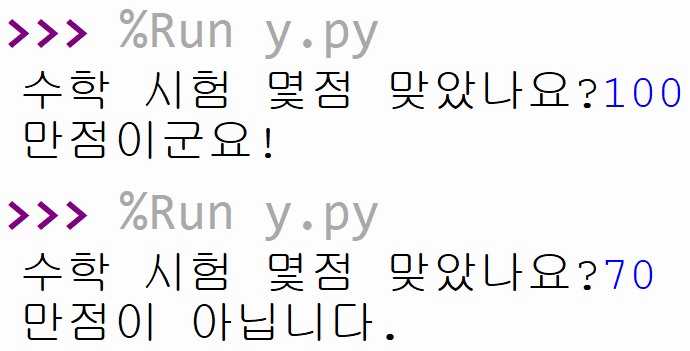 >>> %Run y.py
수학 시험 몇점 맞았나요?100
만점이군요!
>>> %Run y.py
수학 시험 몇점 맞았나요?70
만점이 아닙니다.